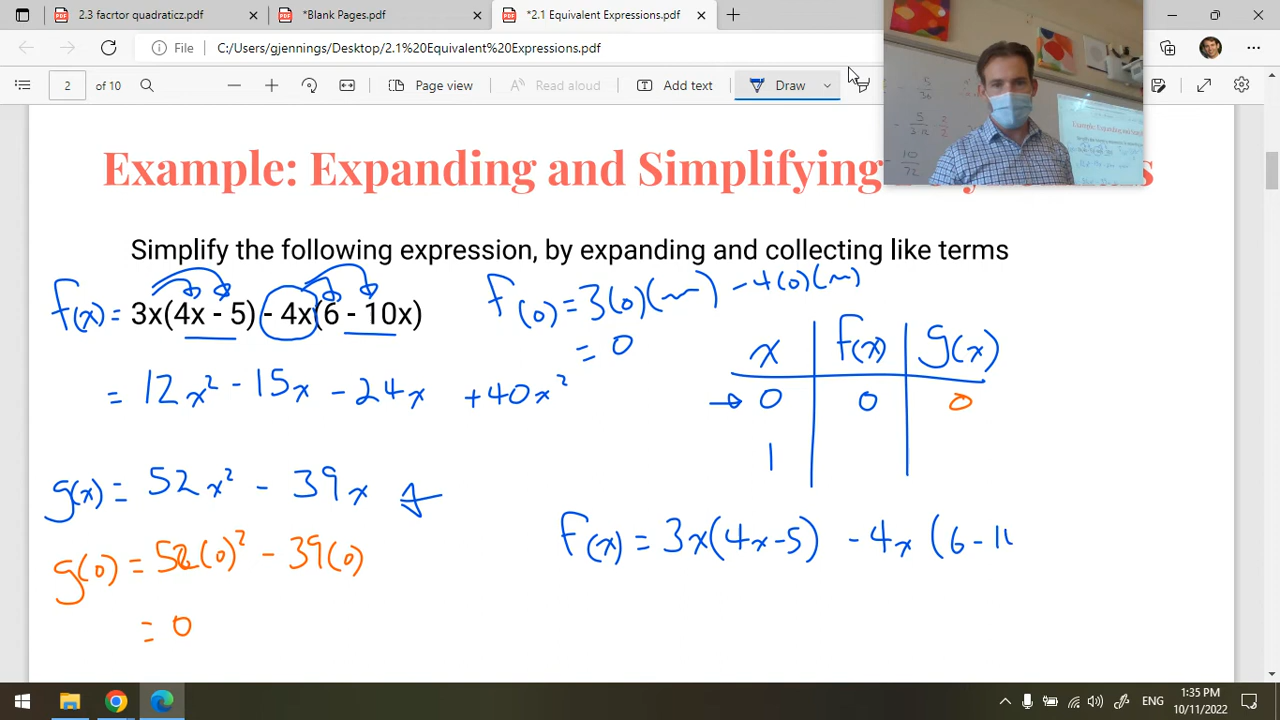 2.3 facrtor quadraticz.pdf
*Blank Pages.pdf
*2.1 Equivalent Expressions.pdf
File
C:/Users/gjennings/Desktop/2.1%20Equivalent%20Expressions.pdf
2 of 10
Page view
Read aloud
Add text
Draw
Example: Expanding and Simplifying
Simplify the following expression, by expanding and collecting like terms
f(x) = 3x(4x - 5) - 4x(6 - 10x)
f(0) = 3(0)( ) - 4(0)( )
= 0
= 12x² - 15x - 24x + 40x²
x f(x) g(x)
→ 0 0 0
1
g(x) = 52x² - 39x
g(0) = 52(0)² - 39(0)
= 0
f(x) = 3x(4x-5) - 4x (6 - 1
ENG
1:35 PM
10/11/2022